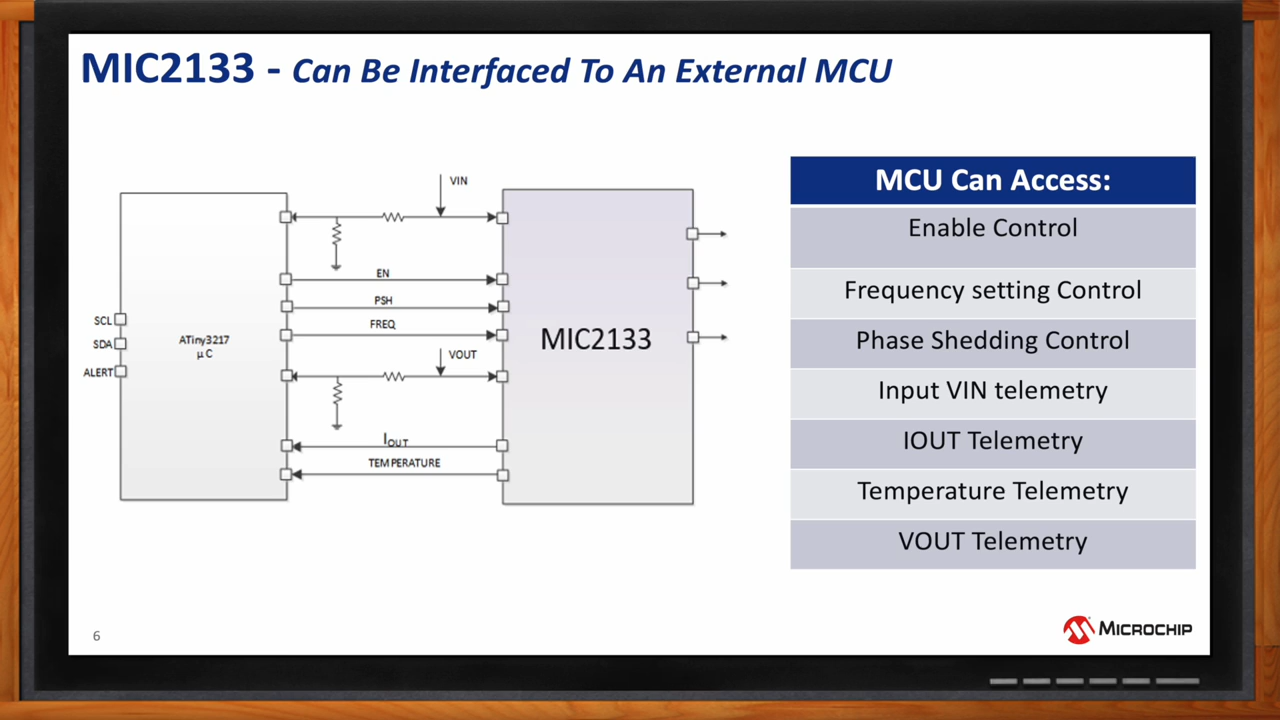 MIC2133 - Can Be Interfaced To An External MCU
VIN
EN
PSH
FREQ
SCL
SDA
ALERT
ATiny3217
µC
VOUT
MIC2133
IOUT
TEMPERATURE
MCU Can Access:
Enable Control
Frequency setting Control
Phase Shedding Control
Input VIN telemetry
IOUT Telemetry
Temperature Telemetry
VOUT Telemetry
6
MICROCHIP